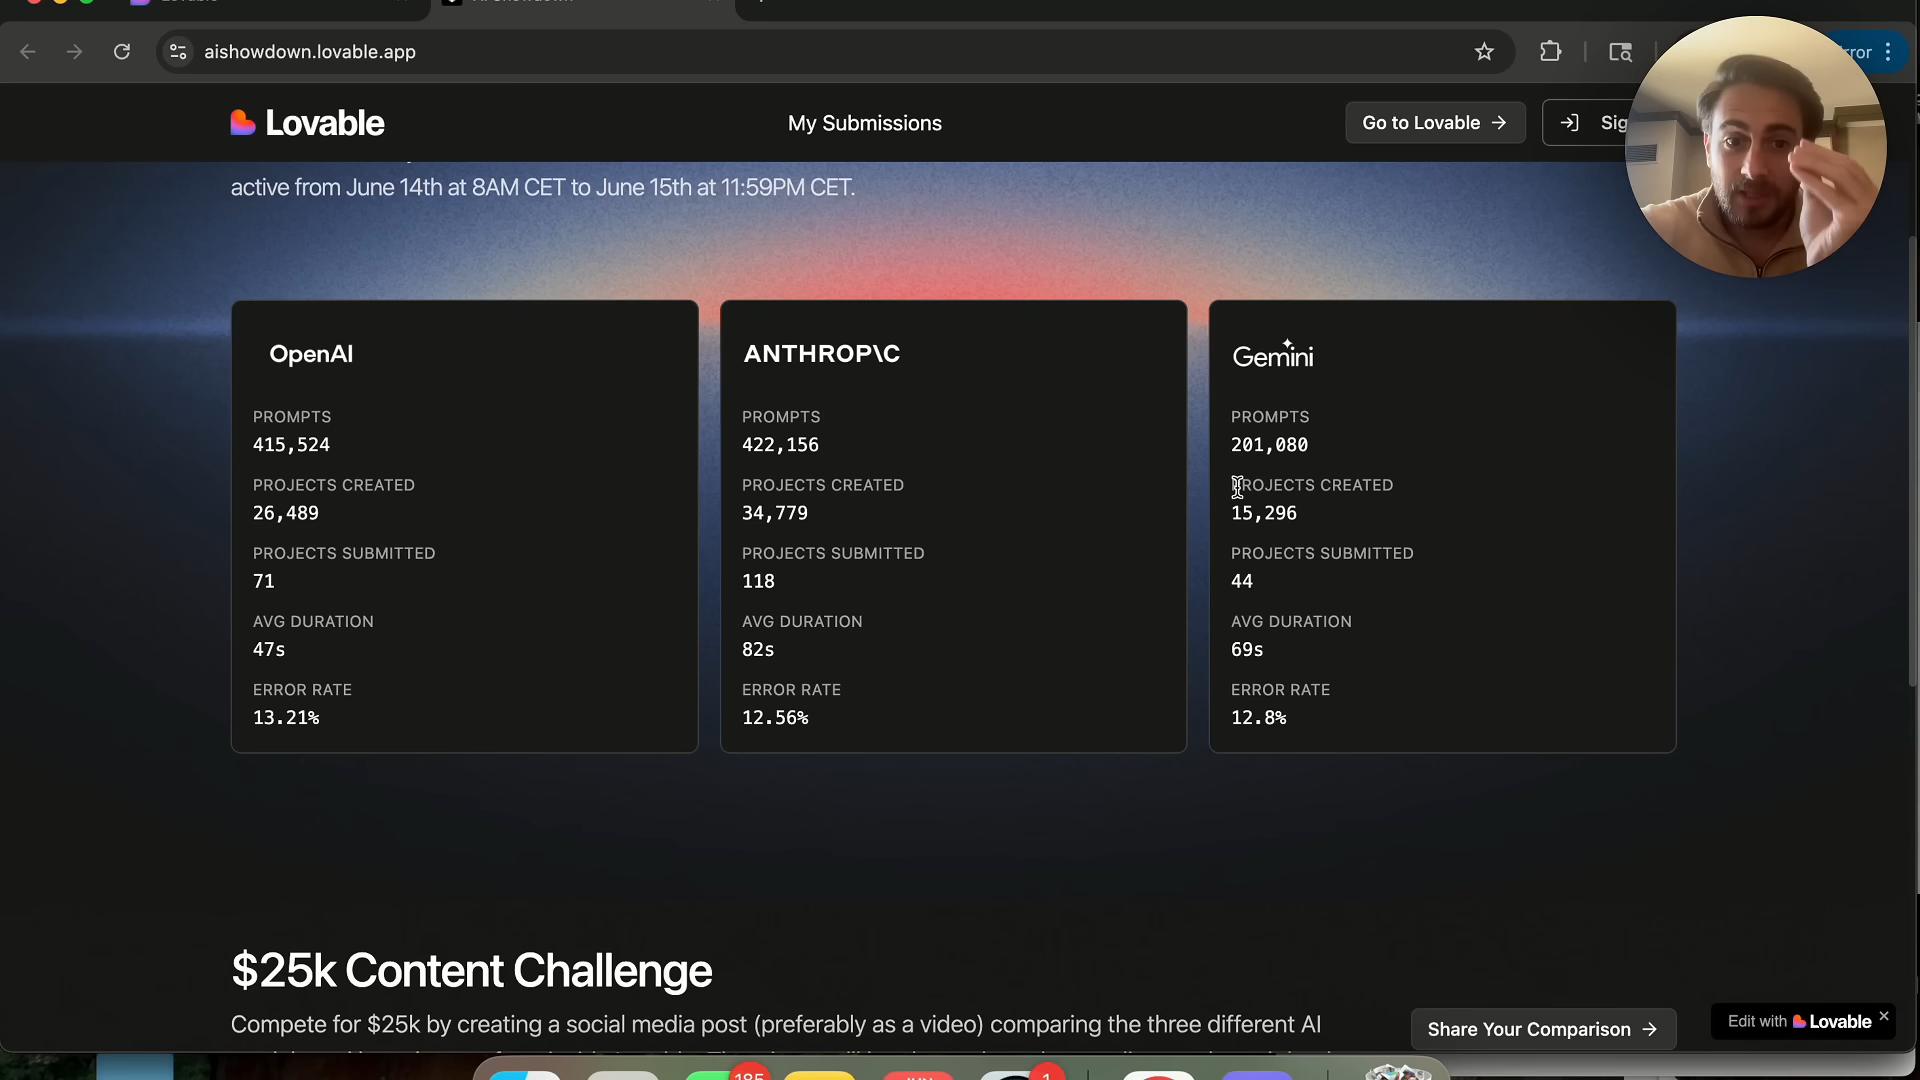 aishowdown.lovable.app
Lovable
My Submissions
Go to Lovable →
active from June 14th at 8AM CET to June 15th at 11:59PM CET.
OpenAI
PROMPTS
415,524
PROJECTS CREATED
26,489
PROJECTS SUBMITTED
71
AVG DURATION
47s
ERROR RATE
13.21%
ANTHROP\C
PROMPTS
422,156
PROJECTS CREATED
34,779
PROJECTS SUBMITTED
118
AVG DURATION
82s
ERROR RATE
12.56%
Gemini
PROMPTS
201,080
PROJECTS CREATED
15,296
PROJECTS SUBMITTED
44
AVG DURATION
69s
ERROR RATE
12.8%
$25k Content Challenge
Compete for $25k by creating a social media post (preferably as a video) comparing the three different AI
Share Your Comparison →
Edit with Lovable